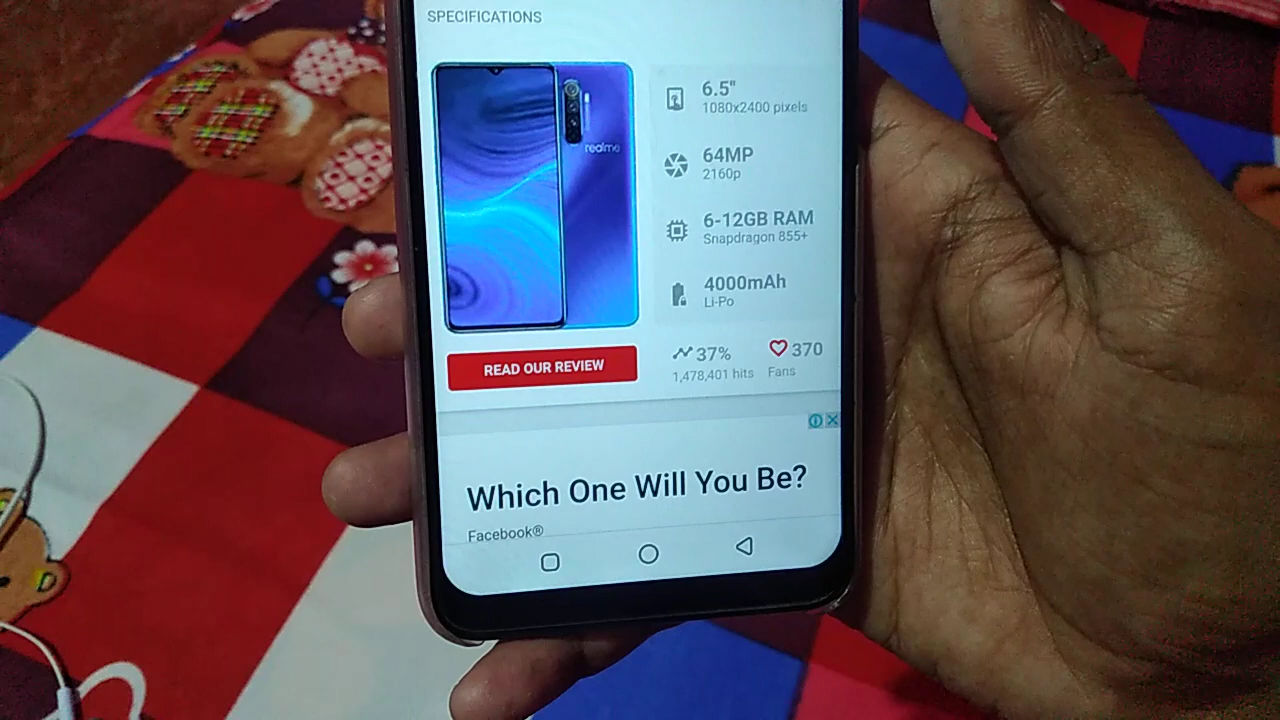 SPECIFICATIONS
realme
6.5"
1080x2400 pixels
64MP
2160p
6-12GB RAM
Snapdragon 855+
4000mAh
Li-Po
READ OUR REVIEW
37%
1,478,401 hits
370
Fans
Which One Will You Be?
Facebook®